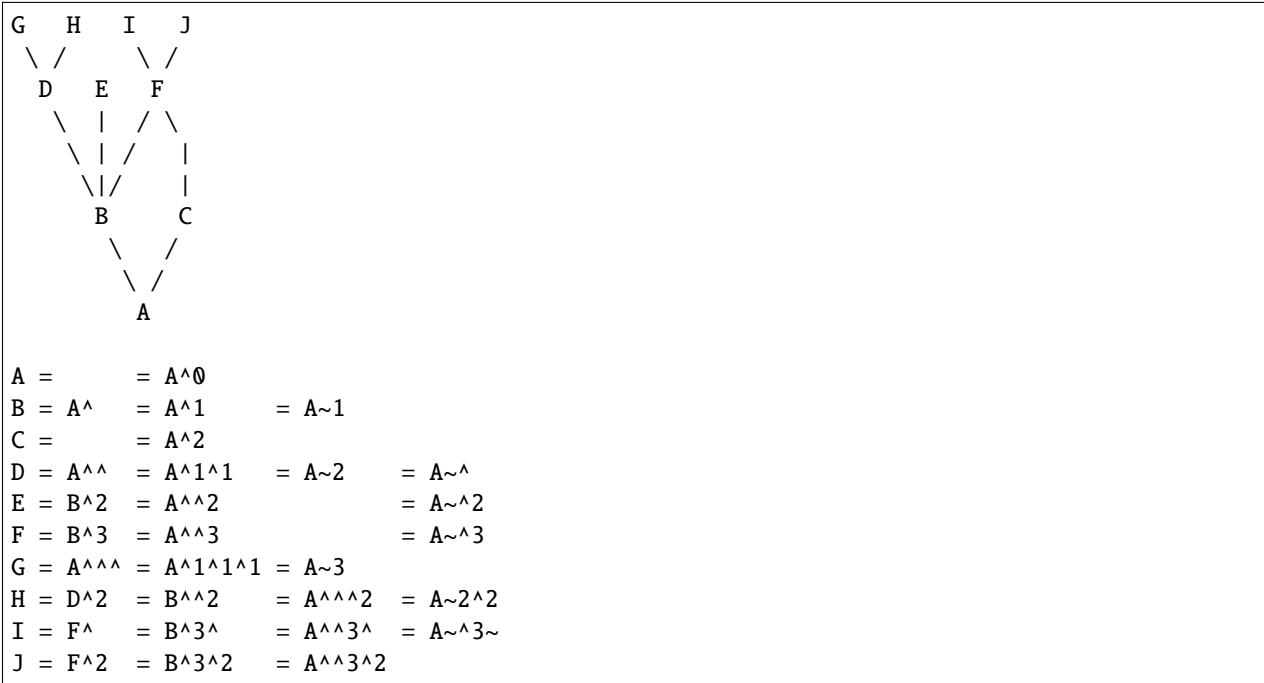 G   H   I   J
 \ /     \ /
  D   E   F
   \  |  / \
    \ | /   |
     \|/    |
      B     C
       \   /
        \ /
         A
A =      = A^0
B = A^   = A^1     = A~1
C =      = A^2
D = A^^  = A^1^1   = A~2   = A~^
E = B^2  = A^^2            = A~^2
F = B^3  = A^^3            = A~^3
G = A^^^ = A^1^1^1 = A~3
H = D^2  = B^^2    = A^^^2 = A~2^2
I = F^   = B^3^    = A^^3^ = A~^3~
J = F^2  = B^3^2   = A^^3^2